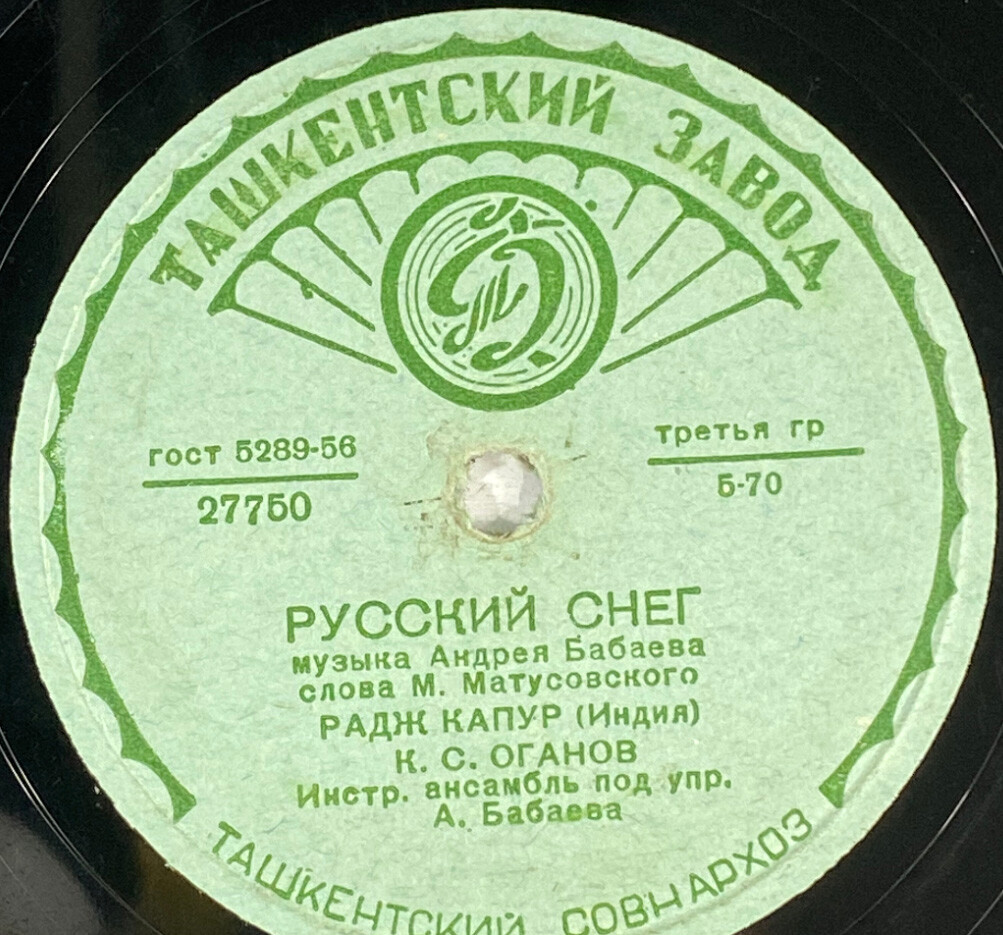 ТАШКЕНТСКИЙ ЗАВОД
гост 5289-56
27750
третья гр
5-70
РУССКИЙ СНЕГ
музыка Андрея Бабаева
слова М. Матусовского
РАДЖ КАПУР (Индия)
К. С. ОГАНОВ
Инстр. ансамбль под упр.
А. Бабаева
ТАШКЕНТСКИЙ СОВНАРХОЗ